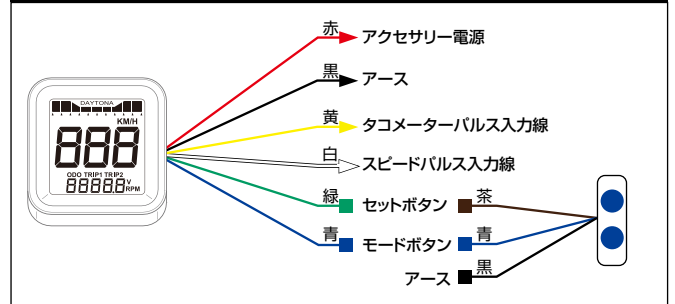 赤 アクセサリー電源
黒 アース
DAYTONA
KM/H
888
ODO TRIP1 TRIP2
8888.8 V RPM
黄 タコメーターパルス入力線
白 スピードパルス入力線
緑 セットボタン 茶
青 モードボタン 青
アース 黒